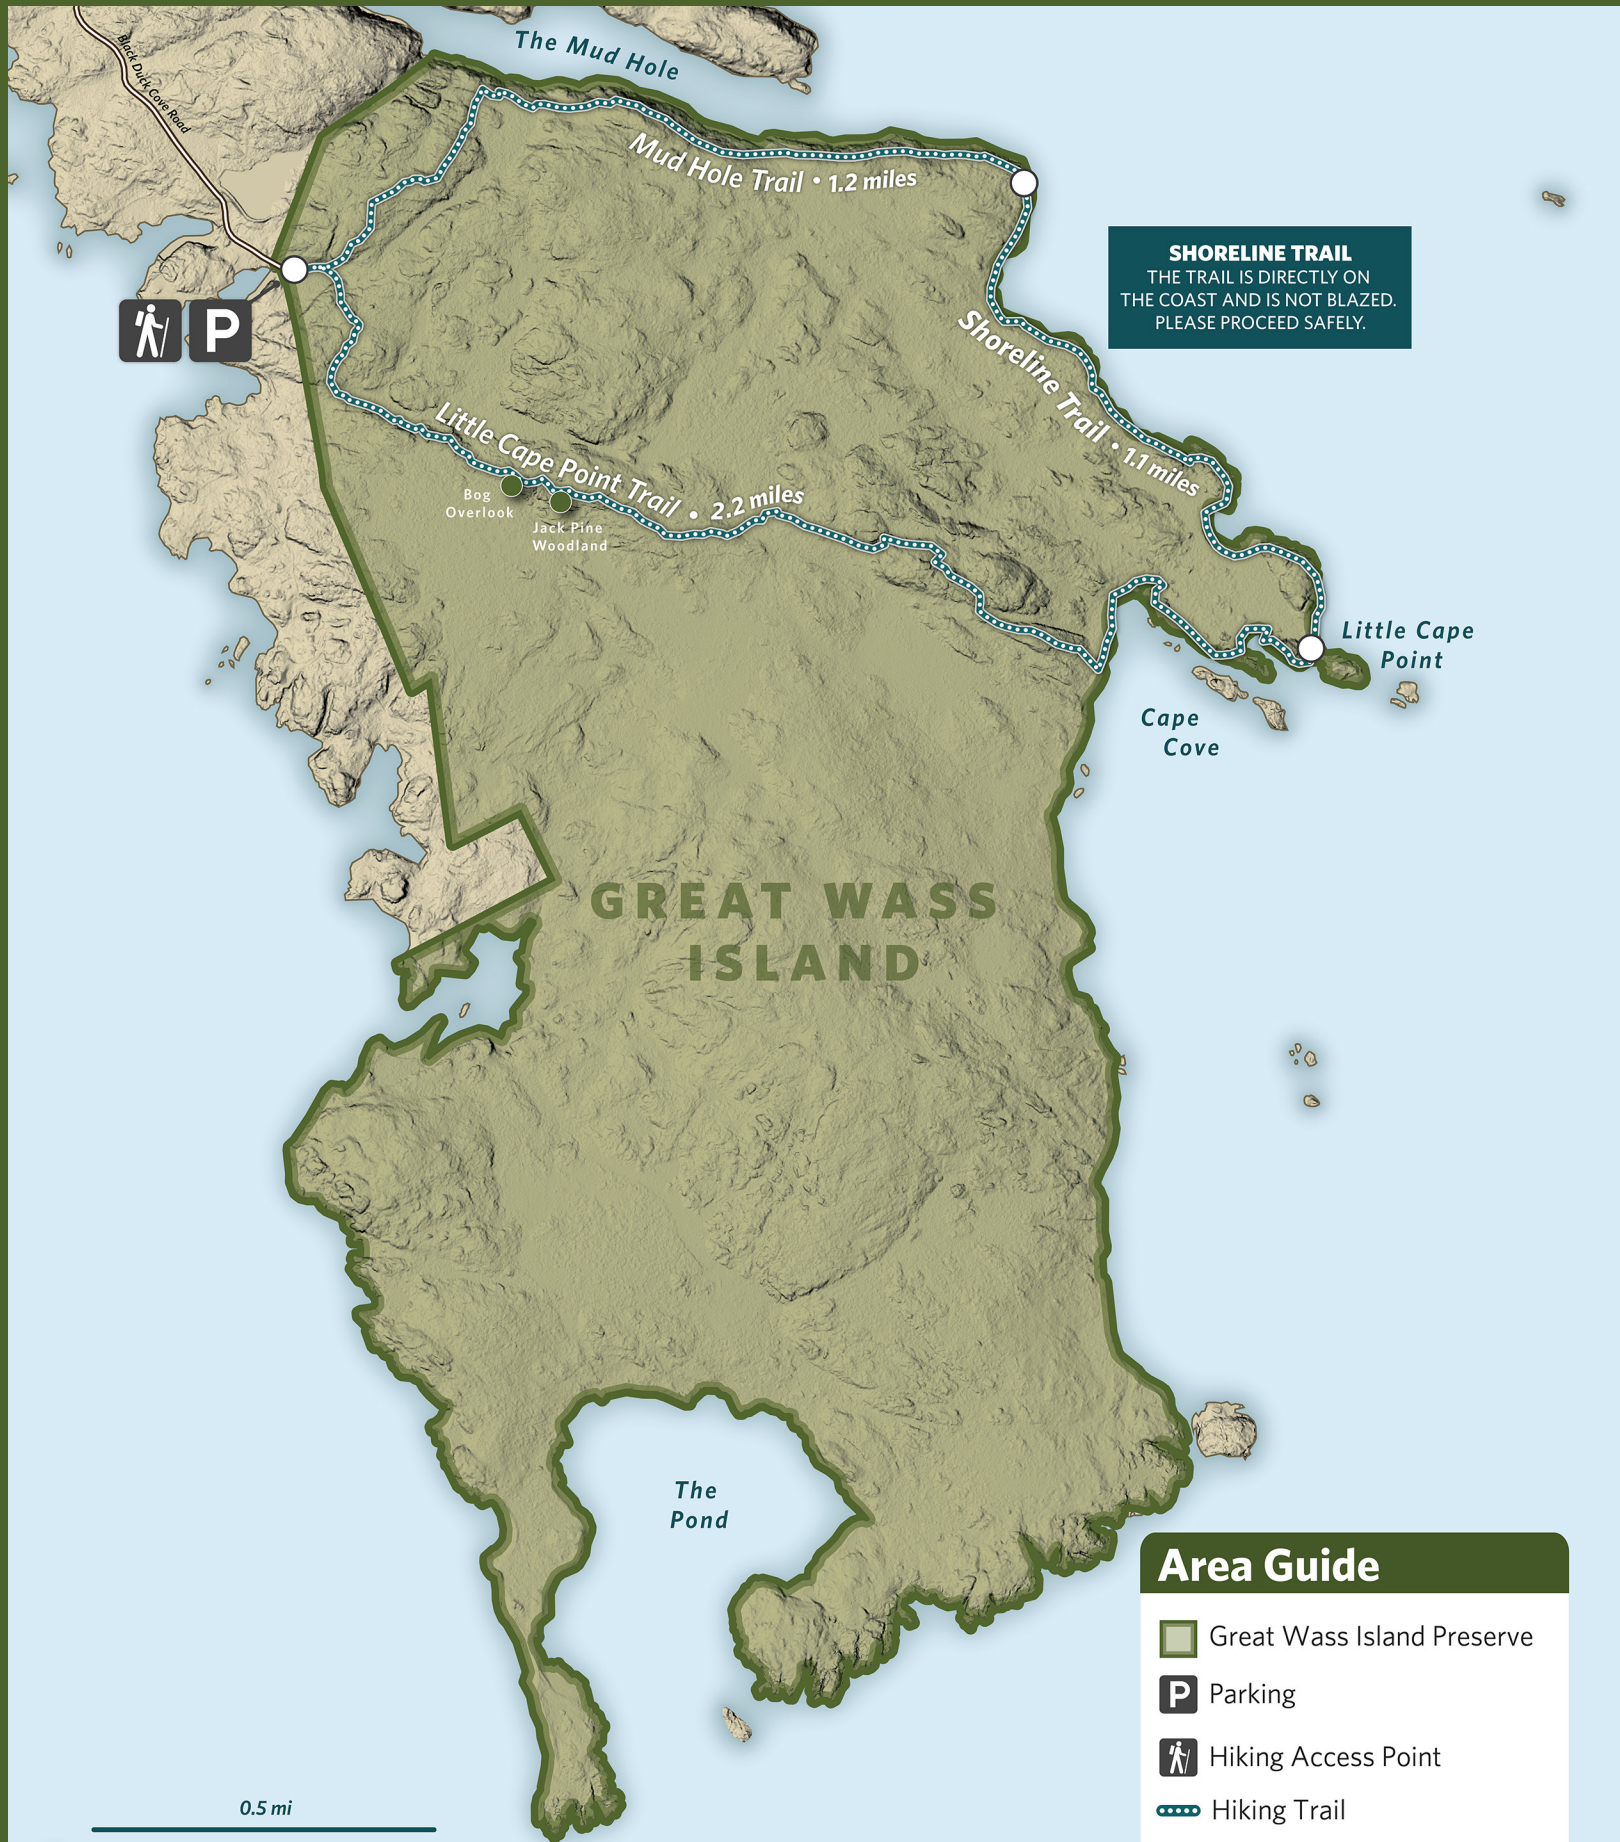 The Mud Hole
Black Duck Cove Road
Mud Hole Trail • 1.2 miles
SHORELINE TRAIL
THE TRAIL IS DIRECTLY ON
THE COAST AND IS NOT BLAZED.
PLEASE PROCEED SAFELY.
P
Shoreline Trail • 1.1 miles
Little Cape Point Trail • 2.2 miles
Bog
Overlook
Jack Pine
Woodland
Little Cape
Point
Cape
Cove
GREAT WASS
ISLAND
The
Pond
Area Guide
Great Wass Island Preserve
P Parking
Hiking Access Point
Hiking Trail
0.5 mi